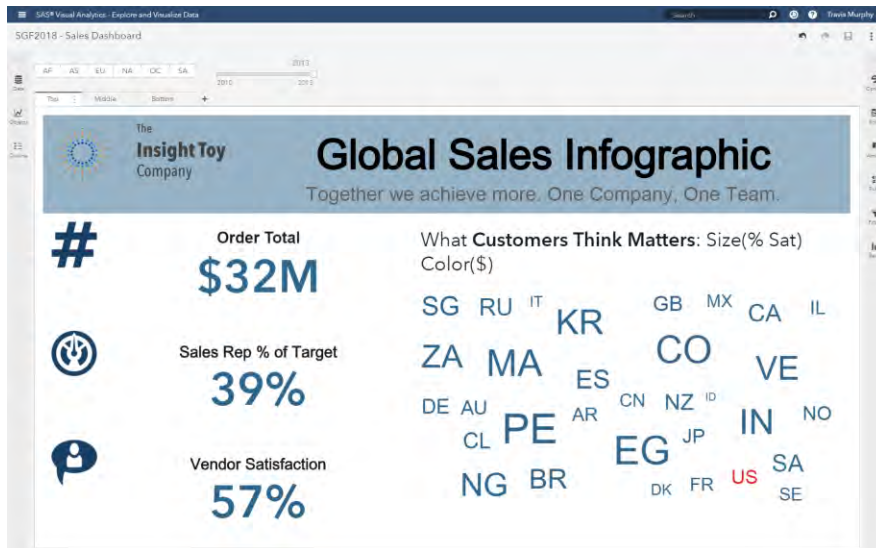 SAS® Visual Analytics - Explore and Visualize Data
Search
Travis Murphy
SGF2018 - Sales Dashboard
AF AS EU NA OC SA
2013
2010 2013
Top Middle Bottom +
Data
The
Insight Toy
Company
Global Sales Infographic
Together we achieve more. One Company, One Team.
#
Order Total
$32M
Sales Rep % of Target
39%
Vendor Satisfaction
57%
What Customers Think Matters: Size(% Sat)
Color($)
SG RU IT KR GB MX CA IL
ZA MA ES CO VE
DE AU CL PE AR CN NZ ID IN NO
NG BR EG JP DK FR US SA SE